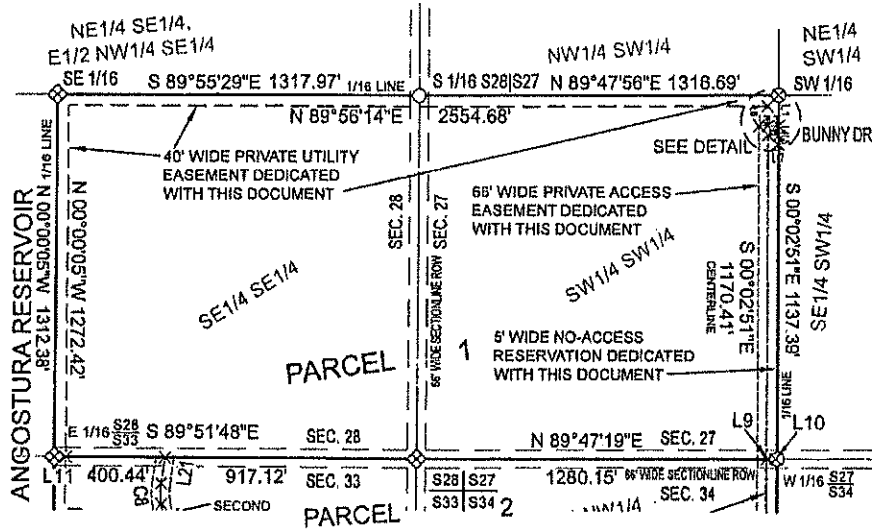 NE1/4 SE1/4,
E1/2 NW1/4 SE1/4
NW1/4 SW1/4
NE1/4
SW1/4
SE 1/16
S 89°55'29"E 1317.97'
1/16 LINE
S 1/16 S28|S27
N 89°47'56"E 1316.69'
SW 1/16
N 89°56'14"E
2554.68'
L1
BUNNY DR
SEE DETAIL
40' WIDE PRIVATE UTILITY
EASEMENT DEDICATED
WITH THIS DOCUMENT
66' WIDE PRIVATE ACCESS
EASEMENT DEDICATED
WITH THIS DOCUMENT
ANGOSTURA RESERVOIR
1/16 LINE
N 00°00'05"W 1312.38'
N 00°00'05"W 1272.42'
SEC. 28
SEC. 27
66' WIDE SECTIONLINE ROW
SE1/4 SE1/4
SW1/4 SW1/4
S 00°02'51"E
1170.41'
CENTERLINE
S 00°02'51"E 1137.39'
SE1/4 SW1/4
1/16 LINE
PARCEL 1
5' WIDE NO-ACCESS
RESERVATION DEDICATED
WITH THIS DOCUMENT
E 1/16 S28
S33
S 89°51'48"E
SEC. 28
N 89°47'19"E
SEC. 27
L9
L10
L11
400.44'
L21
917.12'
SEC. 33
S28 S27
S33 S34
1280.15'
66' WIDE SECTIONLINE ROW
SEC. 34
W 1/16 S27
S34
C8
SECOND
PARCEL 2
NW1/4